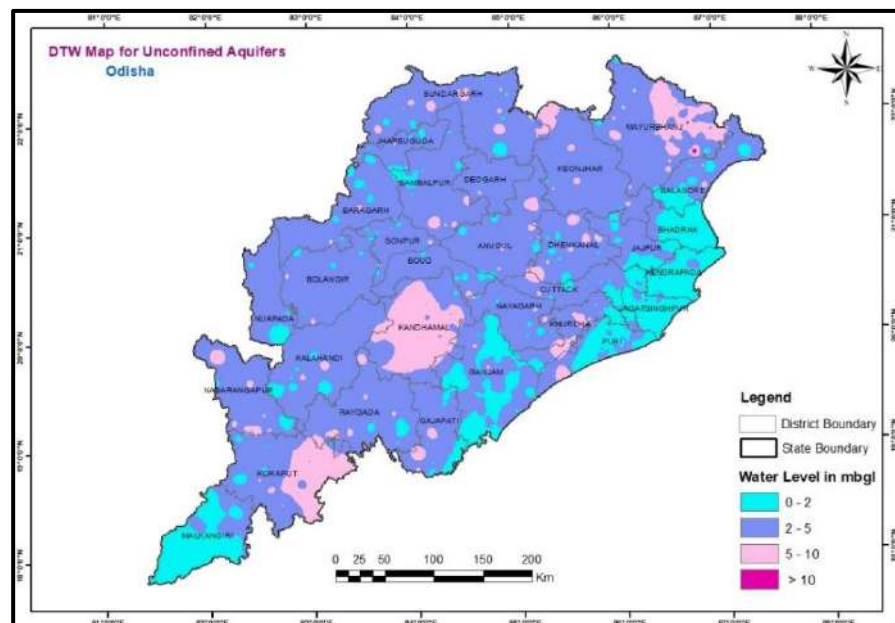 DTW Map for Unconfined Aquifers
Odisha
N
W
S
SUNDARGARH
MAYURBHANJ
JHARSUGUDA
KEONJHAR
SAMBALPUR
DEOGARH
BALASORE
BARAGARH
BHADRAK
SONPUR
ANUGUL
DHENKANAL
JAJPUR
BOUD
KENDRAPADA
BOLANGIR
CUTTACK
NUAPADA
NAYAGARH
JAGATSINGHPUR
KANDHAMAL
KHURDHA
PURI
KALAHANDI
GANJAM
NABARANGAPUR
RAYGADA
GAJAPATI
KORAPUT
MALKANGIRI
Legend
District Boundary
State Boundary
Water Level in mbgl
0 - 2
2 - 5
5 - 10
> 10
0 25 50 100 150 200
Km